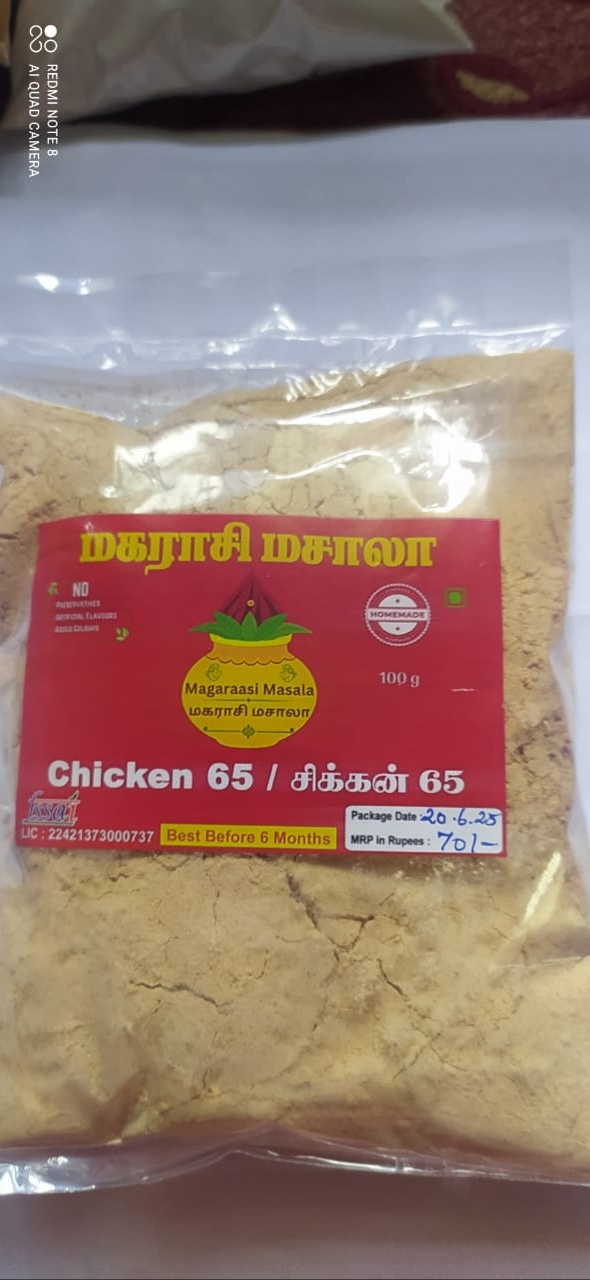 REDMI NOTE 8
AI QUAD CAMERA
மகராசி மசாலா
NO
PRESERVATIVES
ARTIFICIAL FLAVOURS
ADDED COLOURS
HOMEMADE
100 g
Magaraasi Masala
மகராசி மசாலா
Chicken 65 / சிக்கன் 65
fssai
LIC : 22421373000737
Best Before 6 Months
Package Date : 20.6.25
MRP in Rupees : 70/-